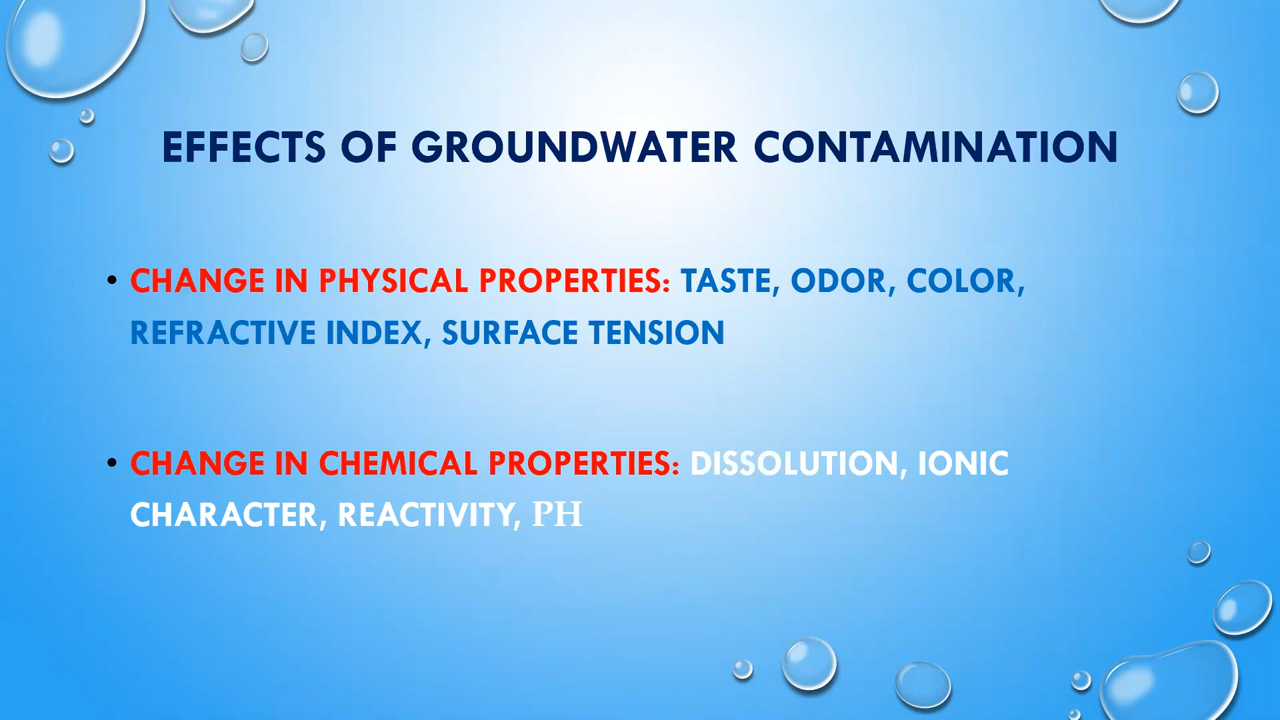 EFFECTS OF GROUNDWATER CONTAMINATION
• CHANGE IN PHYSICAL PROPERTIES: TASTE, ODOR, COLOR,
REFRACTIVE INDEX, SURFACE TENSION
• CHANGE IN CHEMICAL PROPERTIES: DISSOLUTION, IONIC
CHARACTER, REACTIVITY, PH